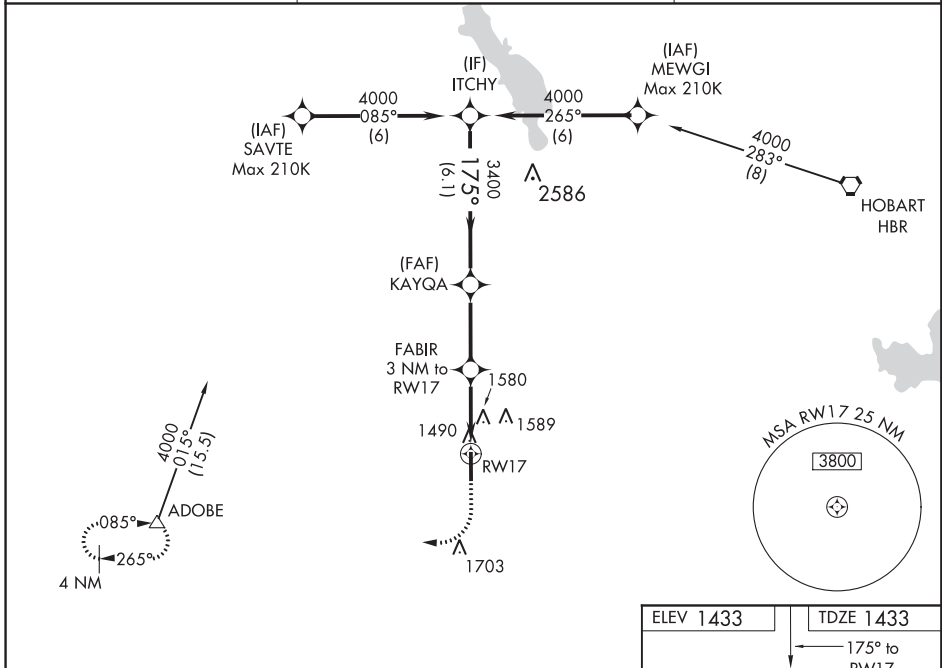 (IF)
ITCHY
(IAF)
MEWGI
Max 210K
4000
085°
(6)
4000
265°
(6)
(IAF)
SAVTE
Max 210K
4000
283°
(8)
3400
175°
(6.1)
2586
HOBART
HBR
(FAF)
KAYQA
FABIR
3 NM to
RW17
1580
1589
1490
RW17
MSA RW17 25 NM
3800
4000
015°
(15.5)
ADOBE
085°
265°
4 NM
1703
ELEV 1433
TDZE 1433
175° to
RW17